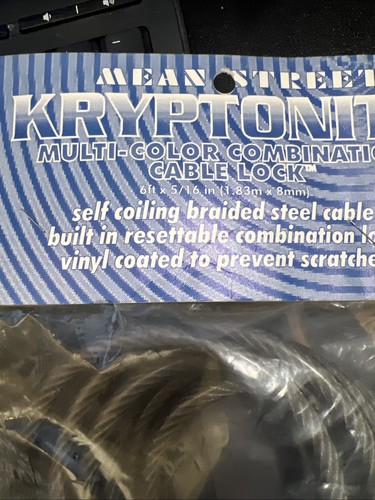 MEAN STREET
KRYPTONIT
MULTI-COLOR COMBINATIO
CABLE LOCK™
6ft x 5/16 in (1.83m x 8mm)
self coiling braided steel cable
built in resettable combination l
vinyl coated to prevent scratche